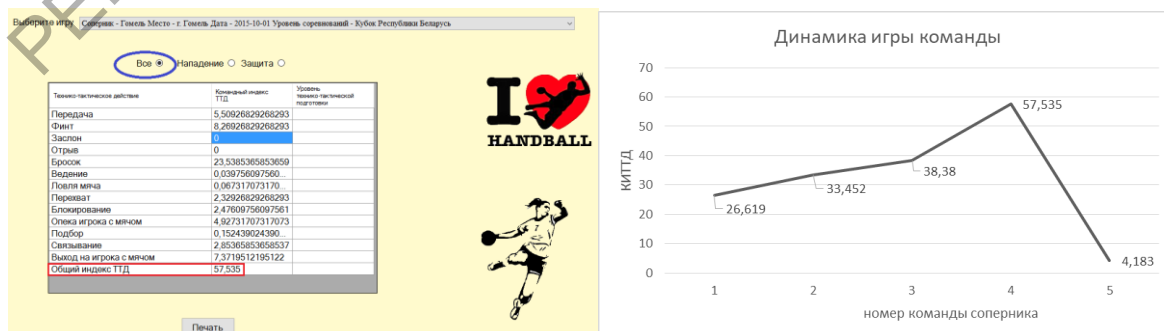 РЕ
Выберите игру Соперник - Гомель Место - г. Гомель Дата - 2015-10-01 Уровень соревнований - Кубок Республики Беларусь
Все Нападение Защита
Технико-тактическое действие Командный индекс ТТД Уровень технико-тактической подготовки
Передача 5,50926829268293
Финт 8,26926829268293
Заслон 0
Отрыв 0
Бросок 23,5385365853659
Ведение 0,039756097560...
Ловля мяча 0,067317073170...
Перехват 2,32926829268293
Блокирование 2,47609756097561
Опека игрока с мячом 4,92731707317073
Подбор 0,152439024390...
Связывание 2,85365853658537
Выход на игрока с мячом 7,3719512195122
Общий индекс ТТД 57,535
Печать
I
HANDBALL
Динамика игры команды
КИТТД
70
60
50
40
30
20
10
0
26,619
33,452
38,38
57,535
4,183
1 2 3 4 5
номер команды соперника